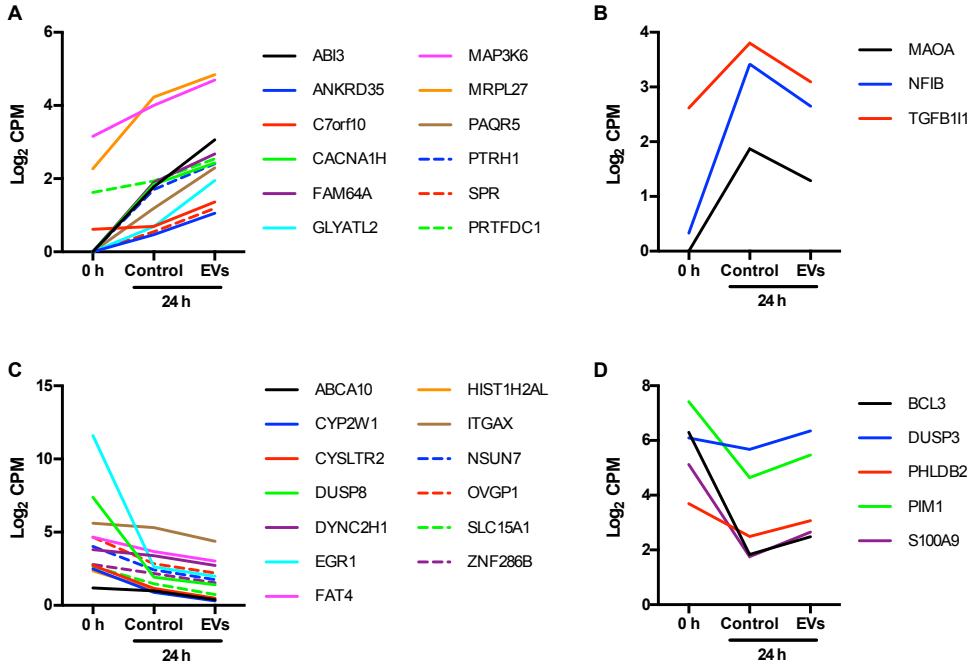 A
Log₂ CPM
6
4
2
0
0 h Control EVs
24 h
ABI3
ANKRD35
C7orf10
CACNA1H
FAM64A
GLYATL2
MAP3K6
MRPL27
PAQR5
PTRH1
SPR
PRTFDC1
B
Log₂ CPM
4
3
2
1
0
0 h Control EVs
24 h
MAOA
NFIB
TGFB1I1
C
Log₂ CPM
15
10
5
0
0 h Control EVs
24 h
ABCA10
CYP2W1
CYSLTR2
DUSP8
DYNC2H1
EGR1
FAT4
HIST1H2AL
ITGAX
NSUN7
OVGP1
SLC15A1
ZNF286B
D
Log₂ CPM
8
6
4
2
0
0 h Control EVs
24 h
BCL3
DUSP3
PHLDB2
PIM1
S100A9